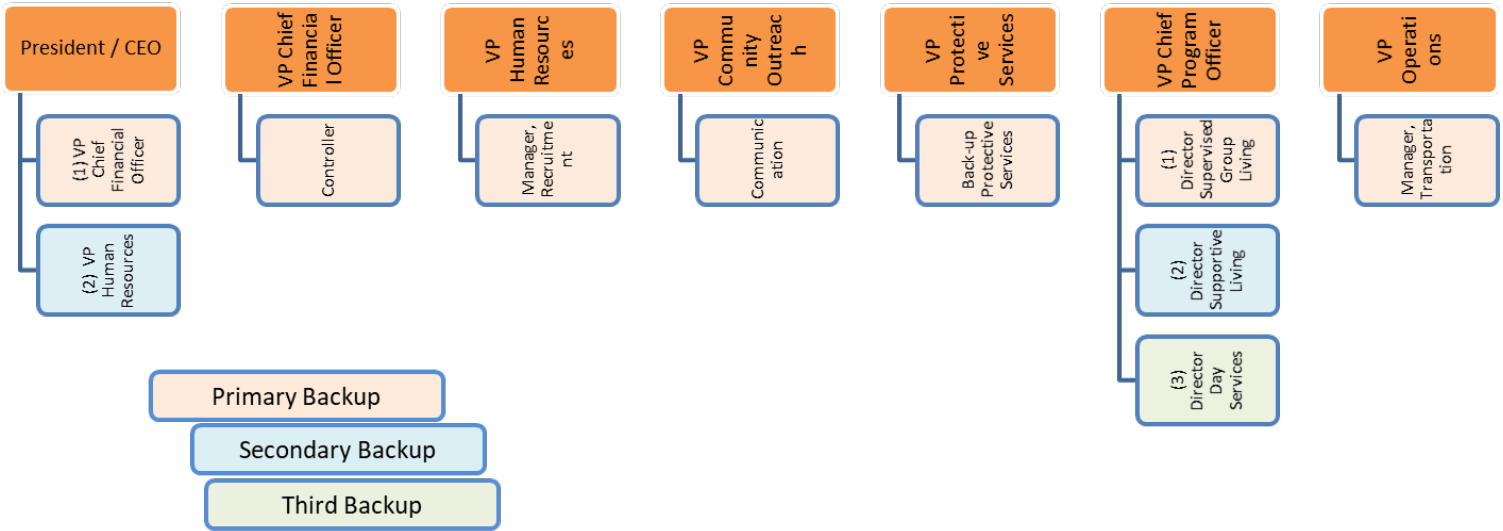 President / CEO
(1) VP
Chief
Financial
Officer
(2) VP
Human
Resources
VP Chief
Financia
l Officer
Controller
VP
Human
Resourc
es
Manager,
Recruitme
nt
VP
Commu
nity
Outreac
h
Communic
ation
VP
Protecti
ve
Services
Back-up
Protective
Services
VP Chief
Program
Officer
(1)
Director
Supervised
Group
Living
(2)
Director
Supportive
Living
(3)
Director
Day
Services
VP
Operati
ons
Manager,
Transporta
tion
Primary Backup
Secondary Backup
Third Backup